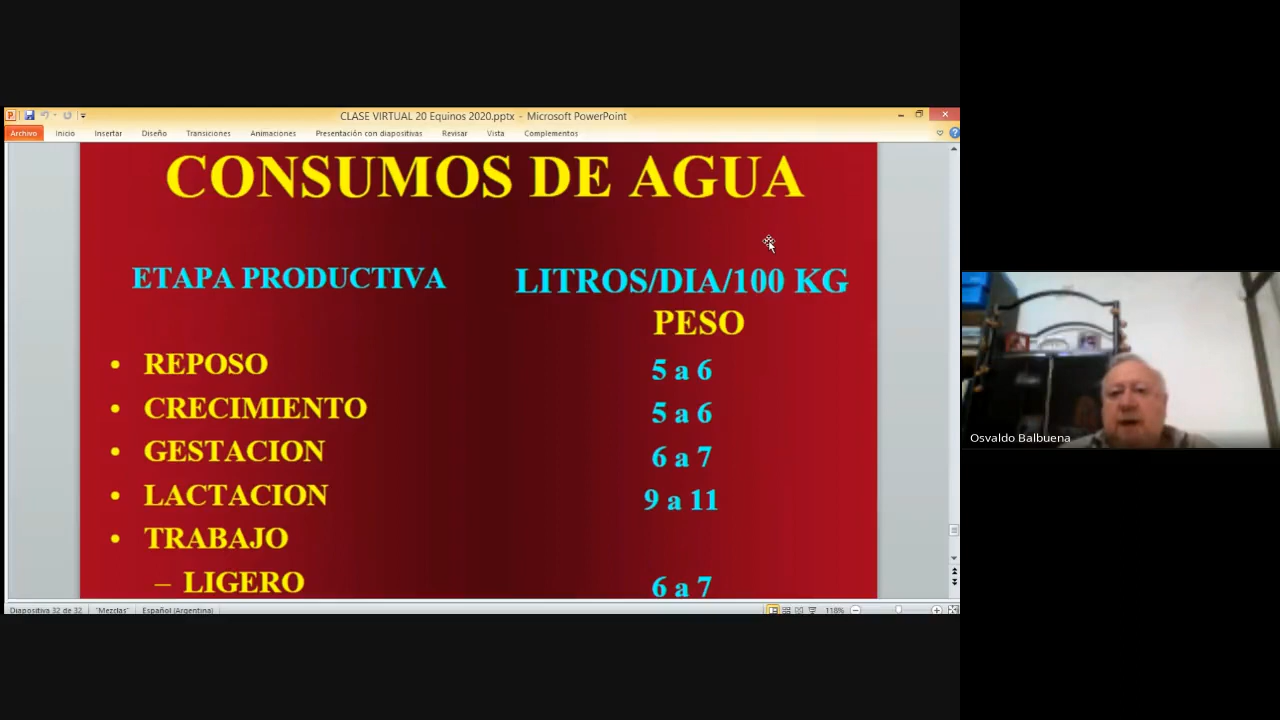 CLASE VIRTUAL 20 Equinos 2020.pptx - Microsoft PowerPoint
Archivo Inicio Insertar Diseño Transiciones Animaciones Presentación con diapositivas Revisar Vista Complementos
CONSUMOS DE AGUA
ETAPA PRODUCTIVA LITROS/DIA/100 KG
PESO
• REPOSO 5 a 6
• CRECIMIENTO 5 a 6
• GESTACION 6 a 7
• LACTACION 9 a 11
• TRABAJO
– LIGERO 6 a 7
Osvaldo Balbuena
Diapositiva 32 de 32 "Mezclas" Español (Argentina) 118%